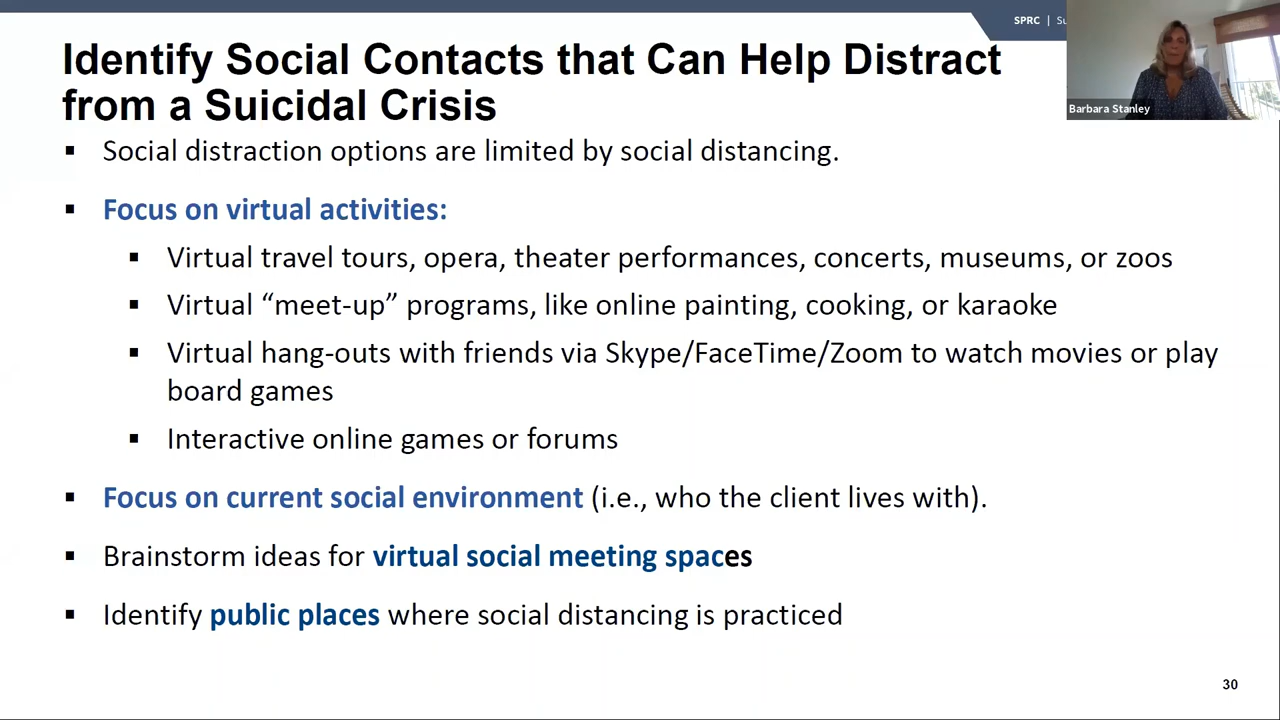 SPRC | Su
Identify Social Contacts that Can Help Distract
from a Suicidal Crisis
Barbara Stanley
▪ Social distraction options are limited by social distancing.
▪ Focus on virtual activities:
▪ Virtual travel tours, opera, theater performances, concerts, museums, or zoos
▪ Virtual “meet-up” programs, like online painting, cooking, or karaoke
▪ Virtual hang-outs with friends via Skype/FaceTime/Zoom to watch movies or play
board games
▪ Interactive online games or forums
▪ Focus on current social environment (i.e., who the client lives with).
▪ Brainstorm ideas for virtual social meeting spaces
▪ Identify public places where social distancing is practiced
30